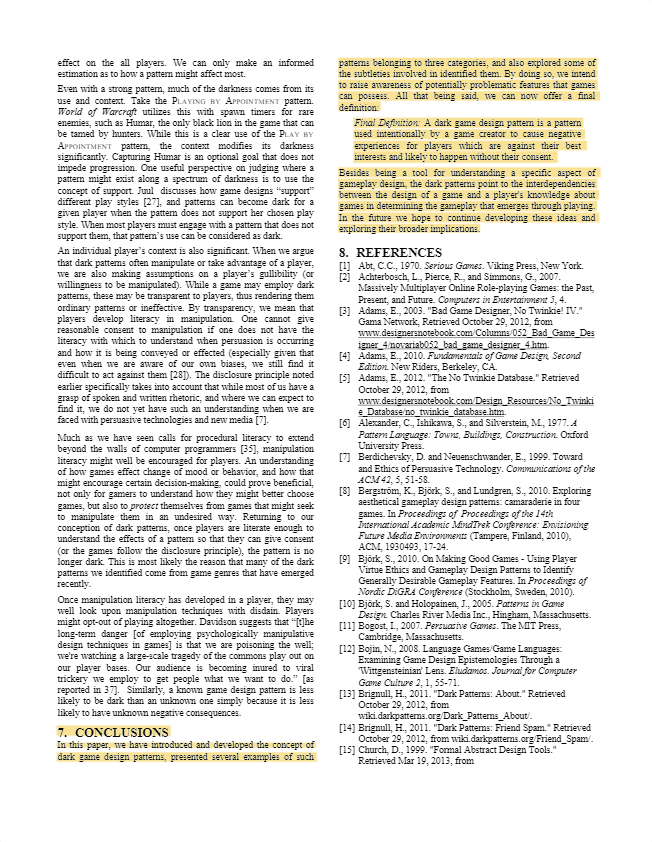 effect on the all players. We can only make an informed
estimation as to how a pattern might affect most.
Even with a strong pattern, much of the darkness comes from its
use and context. Take the PLAYING BY APPOINTMENT pattern.
World of Warcraft utilizes this with spawn timers for rare
enemies, such as Humar, the only black lion in the game that can
be tamed by hunters. While this is a clear use of the PLAY BY
APPOINTMENT pattern, the context modifies its darkness
significantly. Capturing Humar is an optional goal that does not
impede progression. One useful perspective on judging where a
pattern might exist along a spectrum of darkness is to use the
concept of support. Juul discusses how game designs “support”
different play styles [27], and patterns can become dark for a
given player when the pattern does not support her chosen play
style. When most players must engage with a pattern that does not
support them, that pattern’s use can be considered as dark.
An individual player’s context is also significant. When we argue
that dark patterns often manipulate or take advantage of a player,
we are also making assumptions on a player’s gullibility (or
willingness to be manipulated). While a game may employ dark
patterns, these may be transparent to players, thus rendering them
ordinary patterns or ineffective. By transparency, we mean that
players develop literacy in manipulation. One cannot give
reasonable consent to manipulation if one does not have the
literacy with which to understand when persuasion is occurring
and how it is being conveyed or effected (especially given that
even when we are aware of our own biases, we still find it
difficult to act against them [28]). The disclosure principle noted
earlier specifically takes into account that while most of us have a
grasp of spoken and written rhetoric, and where we can expect to
find it, we do not yet have such an understanding when we are
faced with persuasive technologies and new media [7].
Much as we have seen calls for procedural literacy to extend
beyond the walls of computer programmers [35], manipulation
literacy might well be encouraged for players. An understanding
of how games effect change of mood or behavior, and how that
might encourage certain decision-making, could prove beneficial,
not only for gamers to understand how they might better choose
games, but also to protect themselves from games that might seek
to manipulate them in an undesired way. Returning to our
conception of dark patterns, once players are literate enough to
understand the effects of a pattern so that they can give consent
(or the games follow the disclosure principle), the pattern is no
longer dark. This is most likely the reason that many of the dark
patterns we identified come from game genres that have emerged
recently.
Once manipulation literacy has developed in a player, they may
well look upon manipulation techniques with disdain. Players
might opt-out of playing altogether. Davidson suggests that “[t]he
long-term danger [of employing psychologically manipulative
design techniques in games] is that we are poisoning the well;
we're watching a large-scale tragedy of the commons play out on
our player bases. Our audience is becoming inured to viral
trickery we employ to get people what we want to do.” [as
reported in 37]. Similarly, a known game design pattern is less
likely to be dark than an unknown one simply because it is less
likely to have unknown negative consequences.
7. CONCLUSIONS
In this paper, we have introduced and developed the concept of
dark game design patterns, presented several examples of such
patterns belonging to three categories, and also explored some of
the subtleties involved in identified them. By doing so, we intend
to raise awareness of potentially problematic features that games
can possess. All that being said, we can now offer a final
definition:
Final Definition: A dark game design pattern is a pattern
used intentionally by a game creator to cause negative
experiences for players which are against their best
interests and likely to happen without their consent.
Besides being a tool for understanding a specific aspect of
gameplay design, the dark patterns point to the interdependencies
between the design of a game and a player's knowledge about
games in determining the gameplay that emerges through playing.
In the future we hope to continue developing these ideas and
exploring their broader implications.
8. REFERENCES
[1] Abt, C.C., 1970. Serious Games. Viking Press, New York.
[2] Achterbosch, L., Pierce, R., and Simmons, G., 2007.
Massively Multiplayer Online Role-playing Games: the Past,
Present, and Future. Computers in Entertainment 5, 4.
[3] Adams, E., 2003. "Bad Game Designer, No Twinkie! IV."
Gama Network, Retrieved October 29, 2012, from
www.designersnotebook.com/Columns/052_Bad_Game_Des
igner_4/novariab052_bad_game_designer_4.htm.
[4] Adams, E., 2010. Fundamentals of Game Design, Second
Edition. New Riders, Berkeley, CA.
[5] Adams, E., 2012. "The No Twinkie Database." Retrieved
October 29, 2012, from
www.designersnotebook.com/Design_Resources/No_Twinki
e_Database/no_twinkie_database.htm.
[6] Alexander, C., Ishikawa, S., and Silverstein, M., 1977. A
Pattern Language: Towns, Buildings, Construction. Oxford
University Press.
[7] Berdichevsky, D. and Neuenschwander, E., 1999. Toward
and Ethics of Persuasive Technology. Communications of the
ACM 42, 5, 51-58.
[8] Bergström, K., Björk, S., and Lundgren, S., 2010. Exploring
aesthetical gameplay design patterns: camaraderie in four
games. In Proceedings of Proceedings of the 14th
International Academic MindTrek Conference: Envisioning
Future Media Environments (Tampere, Finland, 2010),
ACM, 1930493, 17-24.
[9] Björk, S., 2010. On Making Good Games - Using Player
Virtue Ethics and Gameplay Design Patterns to Identify
Generally Desirable Gameplay Features. In Proceedings of
Nordic DiGRA Conference (Stockholm, Sweden, 2010).
[10] Björk, S. and Holopainen, J., 2005. Patterns in Game
Design. Charles River Media Inc., Hingham, Massachusetts.
[11] Bogost, I., 2007. Persuasive Games. The MIT Press,
Cambridge, Massachusetts.
[12] Bojin, N., 2008. Language Games/Game Languages:
Examining Game Design Epistemologies Through a
'Wittgensteinian' Lens. Eludamos. Journal for Computer
Game Culture 2, 1, 55-71.
[13] Brignull, H., 2011. "Dark Patterns: About." Retrieved
October 29, 2012, from
wiki.darkpatterns.org/Dark_Patterns_About/.
[14] Brignull, H., 2011. "Dark Patterns: Friend Spam." Retrieved
October 29, 2012, from wiki.darkpatterns.org/Friend_Spam/.
[15] Church, D., 1999. "Formal Abstract Design Tools."
Retrieved Mar 19, 2013, from